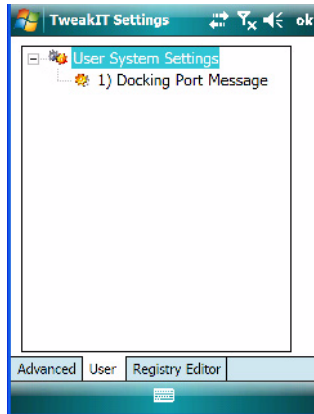 TweakIT Settings ok
User System Settings
1) Docking Port Message
Advanced User Registry Editor